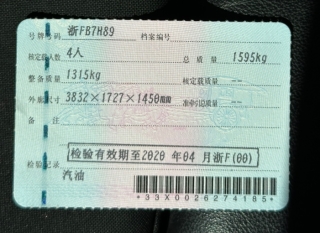 号牌号码 浙FB7H89 档案编号
核定载人数 4人 总质量 1595kg
整备质量 1315kg 核定载质量 --
外廓尺寸 3832×1727×1450mm 准牵引总质量 --
备注
检验有效期至2020 年04 月浙F(00)
检验记录
汽油
*33X0026274185*